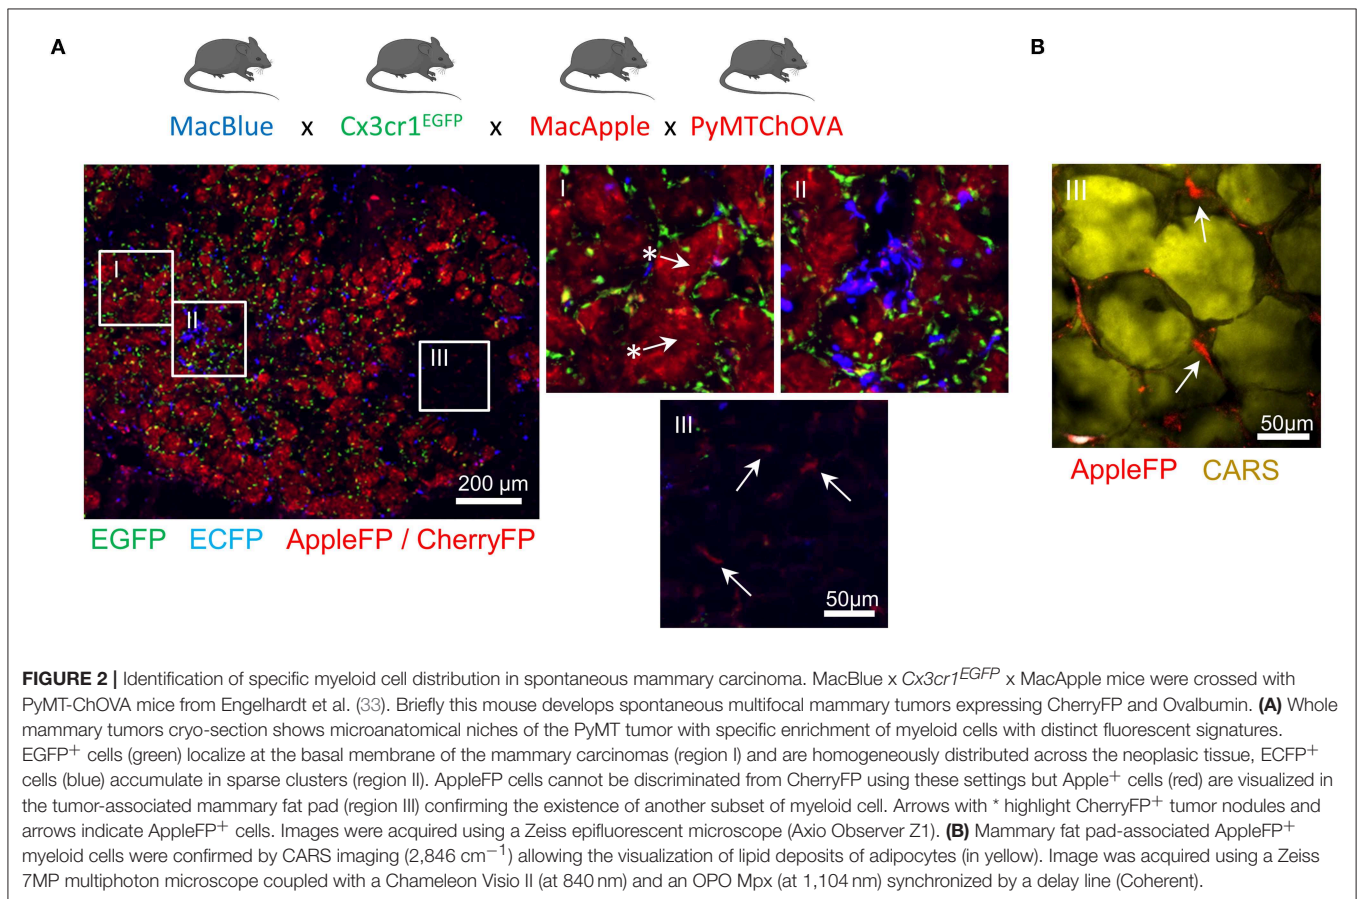 A
B
MacBlue x Cx3cr1EGFP x MacApple x PyMTChOVA
I
II
III
200 µm
I
*
*
II
III
50µm
III
50µm
EGFP ECFP AppleFP / CherryFP
AppleFP CARS
FIGURE 2 | Identification of specific myeloid cell distribution in spontaneous mammary carcinoma. MacBlue x Cx3cr1EGFP x MacApple mice were crossed with
PyMT-ChOVA mice from Engelhardt et al. (33). Briefly this mouse develops spontaneous multifocal mammary tumors expressing CherryFP and Ovalbumin. (A) Whole
mammary tumors cryo-section shows microanatomical niches of the PyMT tumor with specific enrichment of myeloid cells with distinct fluorescent signatures.
EGFP+ cells (green) localize at the basal membrane of the mammary carcinomas (region I) and are homogeneously distributed across the neoplasic tissue, ECFP+
cells (blue) accumulate in sparse clusters (region II). AppleFP cells cannot be discriminated from CherryFP using these settings but Apple+ cells (red) are visualized in
the tumor-associated mammary fat pad (region III) confirming the existence of another subset of myeloid cell. Arrows with * highlight CherryFP+ tumor nodules and
arrows indicate AppleFP+ cells. Images were acquired using a Zeiss epifluorescent microscope (Axio Observer Z1). (B) Mammary fat pad-associated AppleFP+
myeloid cells were confirmed by CARS imaging (2,846 cm−1) allowing the visualization of lipid deposits of adipocytes (in yellow). Image was acquired using a Zeiss
7MP multiphoton microscope coupled with a Chameleon Visio II (at 840 nm) and an OPO Mpx (at 1,104 nm) synchronized by a delay line (Coherent).